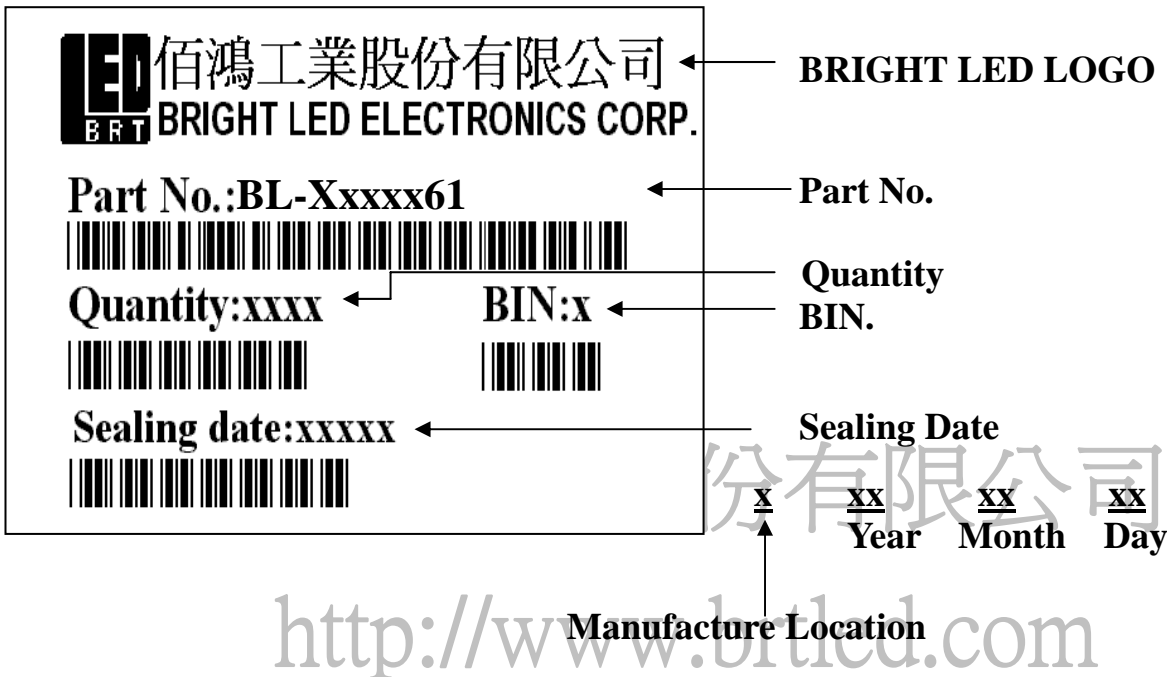 LED 佰鴻工業股份有限公司 BRIGHT LED LOGO
BRT BRIGHT LED ELECTRONICS CORP.
Part No.:BL-Xxxxx61 Part No.
Quantity:xxxx BIN:x Quantity
BIN.
Sealing date:xxxxx Sealing Date
份有限公司
x xx xx xx
Year Month Day
Manufacture Location
http://www.brtled.com